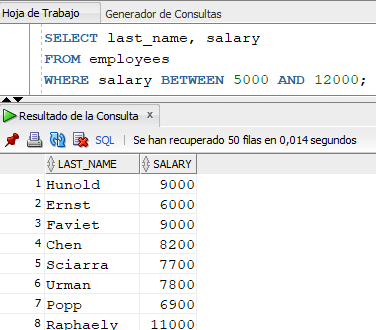 Hoja de Trabajo Generador de Consultas
SELECT last_name, salary
FROM employees
WHERE salary BETWEEN 5000 AND 12000;
Resultado de la Consulta x
SQL | Se han recuperado 50 filas en 0,014 segundos
LAST_NAME SALARY
1 Hunold 9000
2 Ernst 6000
3 Faviet 9000
4 Chen 8200
5 Sciarra 7700
6 Urman 7800
7 Popp 6900
8 Raphaely 11000